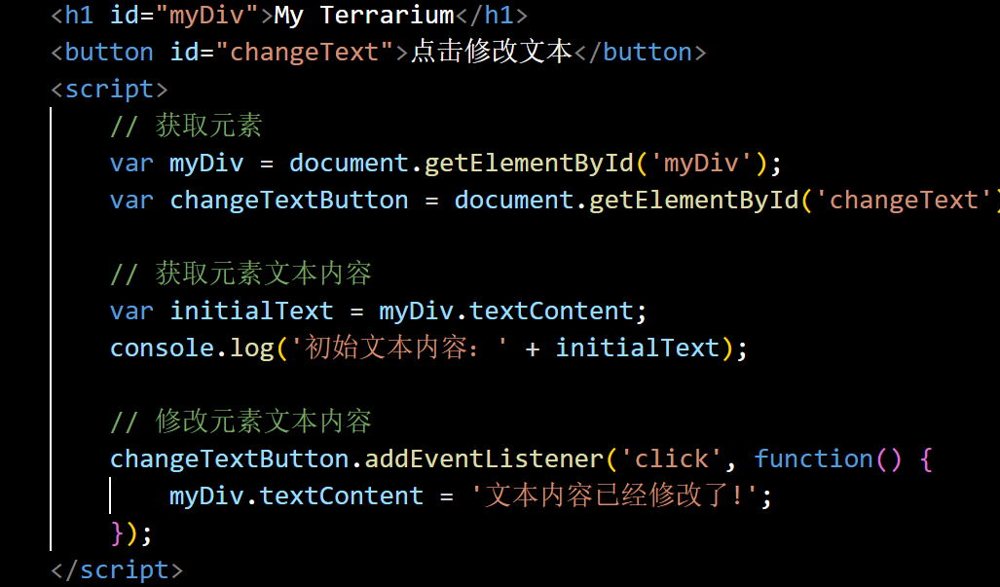 <h1 id="myDiv">My Terrarium</h1>
<button id="changeText">点击修改文本</button>
<script>
// 获取元素
var myDiv = document.getElementById('myDiv');
var changeTextButton = document.getElementById('changeText')
// 获取元素文本内容
var initialText = myDiv.textContent;
console.log('初始文本内容：' + initialText);
// 修改元素文本内容
changeTextButton.addEventListener('click', function() {
myDiv.textContent = '文本内容已经修改了!';
});
</script>